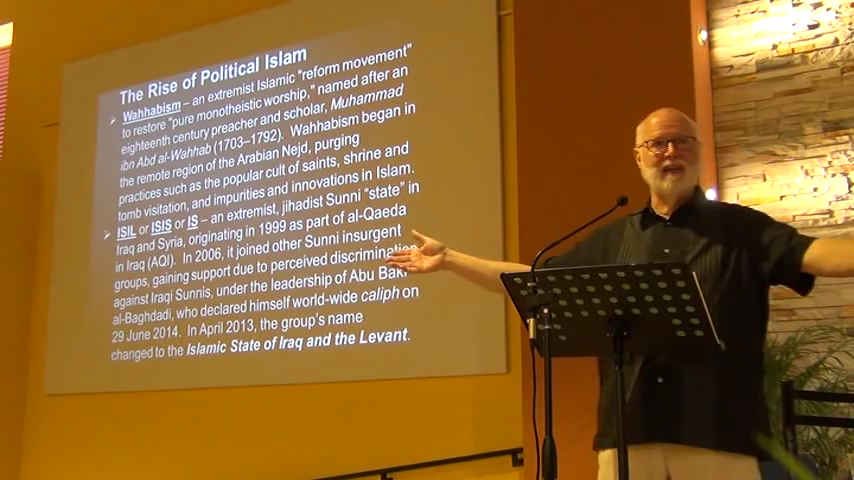 The Rise of Political Islam
➢ Wahhabism – an extremist Islamic "reform movement"
to restore "pure monotheistic worship," named after an
eighteenth century preacher and scholar, Muhammad
ibn Abd al-Wahhab (1703–1792). Wahhabism began in
the remote region of the Arabian Nejd, purging
practices such as the popular cult of saints, shrine and
tomb visitation, and impurities and innovations in Islam.
➢ ISIL or ISIS or IS – an extremist, jihadist Sunni "state" in
Iraq and Syria, originating in 1999 as part of al-Qaeda
in Iraq (AQI). In 2006, it joined other Sunni insurgent
groups, gaining support due to perceived discrimination
against Iraqi Sunnis, under the leadership of Abu Bakr
al-Baghdadi, who declared himself world-wide caliph on
29 June 2014. In April 2013, the group's name
changed to the Islamic State of Iraq and the Levant.